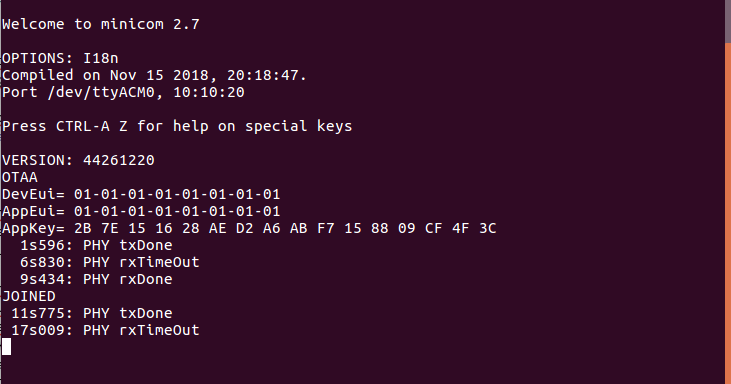 Welcome to minicom 2.7
OPTIONS: I18n
Compiled on Nov 15 2018, 20:18:47.
Port /dev/ttyACM0, 10:10:20
Press CTRL-A Z for help on special keys
VERSION: 44261220
OTAA
DevEui= 01-01-01-01-01-01-01-01
AppEui= 01-01-01-01-01-01-01-01
AppKey= 2B 7E 15 16 28 AE D2 A6 AB F7 15 88 09 CF 4F 3C
1s596: PHY txDone
6s830: PHY rxTimeOut
9s434: PHY rxDone
JOINED
11s775: PHY txDone
17s009: PHY rxTimeOut